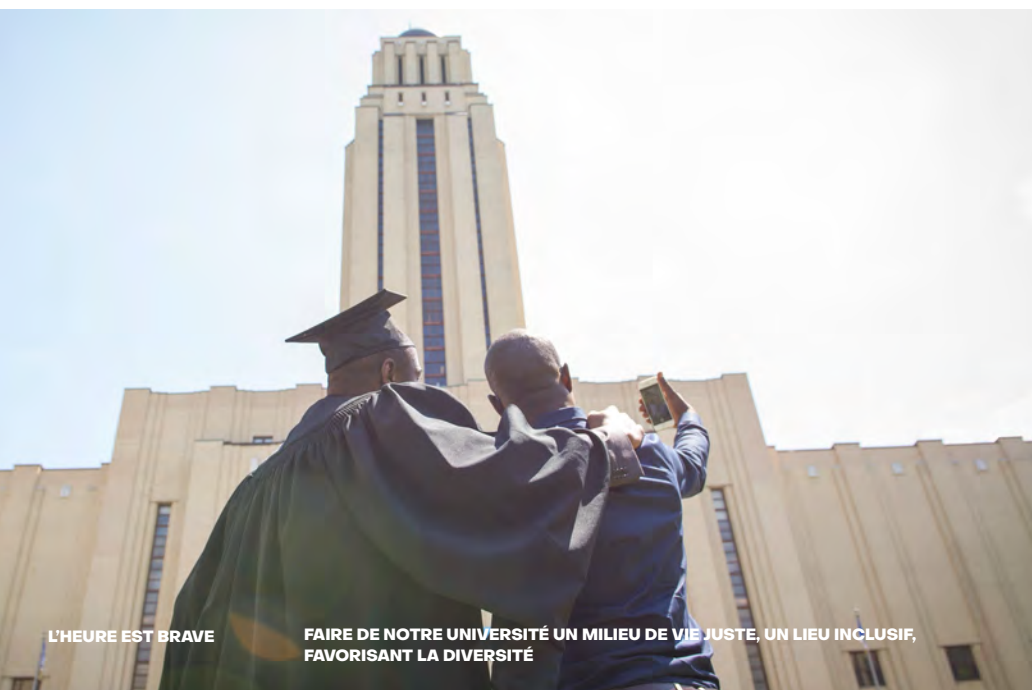 L'HEURE EST BRAVE
FAIRE DE NOTRE UNIVERSITÉ UN MILIEU DE VIE JUSTE, UN LIEU INCLUSIF,
FAVORISANT LA DIVERSITÉ